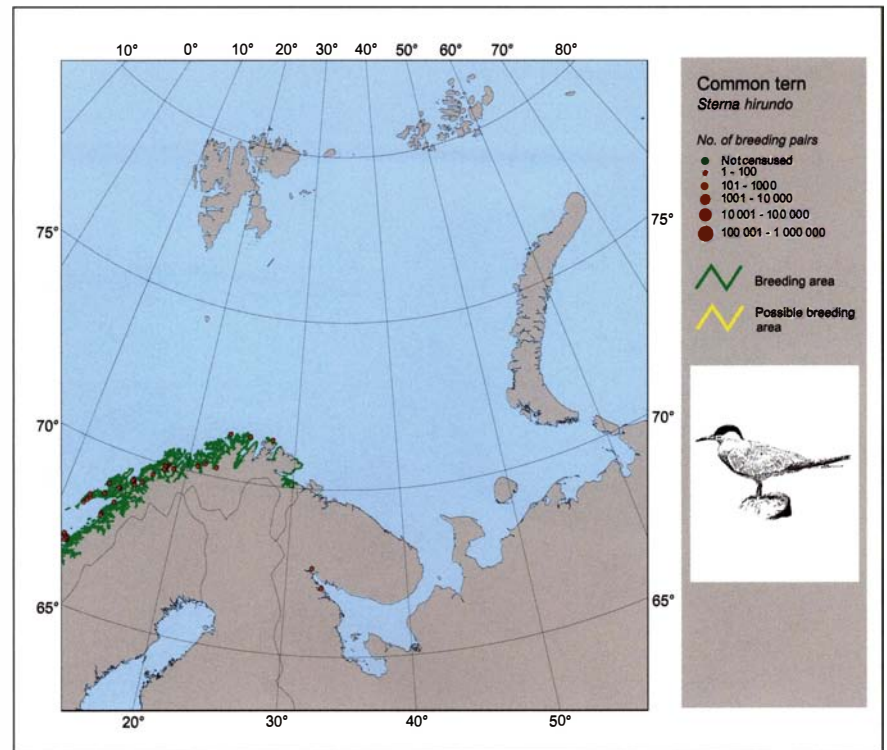 10° 0° 10° 20° 30° 40° 50° 60° 70° 80°
75°
70°
65°
75°
70°
65°
20° 30° 40° 50°
Common tern
Sterna hirundo
No. of breeding pairs
Not censused
1 - 100
101 - 1000
1001 - 10 000
10 001 - 100 000
100 001 - 1 000 000
Breeding area
Possible breeding
area